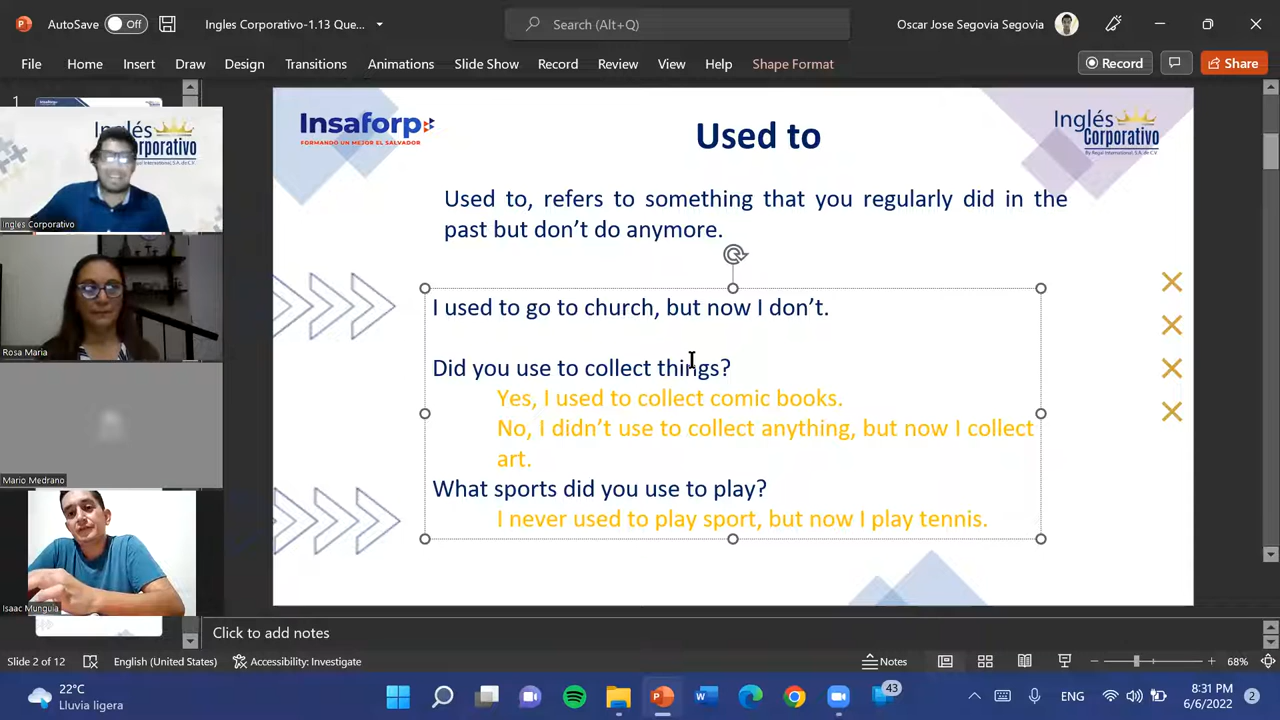 AutoSave Off Ingles Corporativo-1.13 Que... Search (Alt+Q) Oscar Jose Segovia Segovia
File Home Insert Draw Design Transitions Animations Slide Show Record Review View Help Shape Format Record Share
1
Inglés
Corporativo
Ingles Corporativo
Rosa Maria
Mario Medrano
Isaac Munguia
Insaforp
FORMANDO UN MEJOR EL SALVADOR
Used to
Inglés
Corporativo
By Regal International, S.A. de C.V.
Used to, refers to something that you regularly did in the
past but don't do anymore.
I used to go to church, but now I don't.
Did you use to collect things?
Yes, I used to collect comic books.
No, I didn't use to collect anything, but now I collect
art.
What sports did you use to play?
I never used to play sport, but now I play tennis.
Click to add notes
Slide 2 of 12 English (United States) Accessibility: Investigate Notes 68%
22°C
Lluvia ligera
43
ENG
8:31 PM
6/6/2022
2